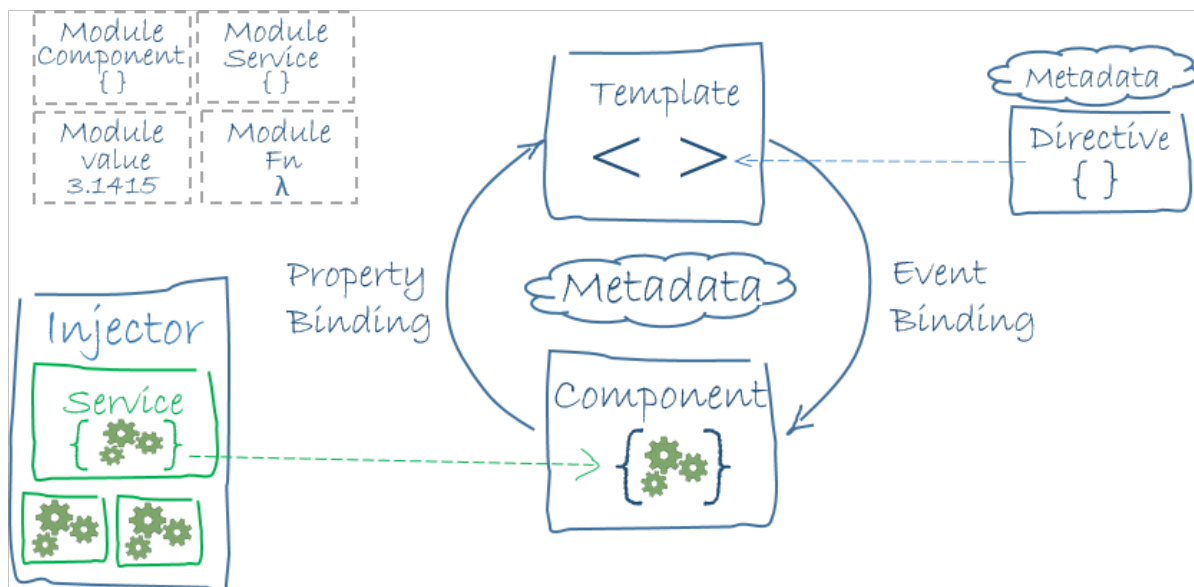 Module
Component
{ }
Module
Service
{ }
Module
value
3.1415
Module
Fn
λ
Template
< >
Metadata
Directive
{ }
Property
Binding
Metadata
Event
Binding
Injector
Service
{ }
Component
{ }